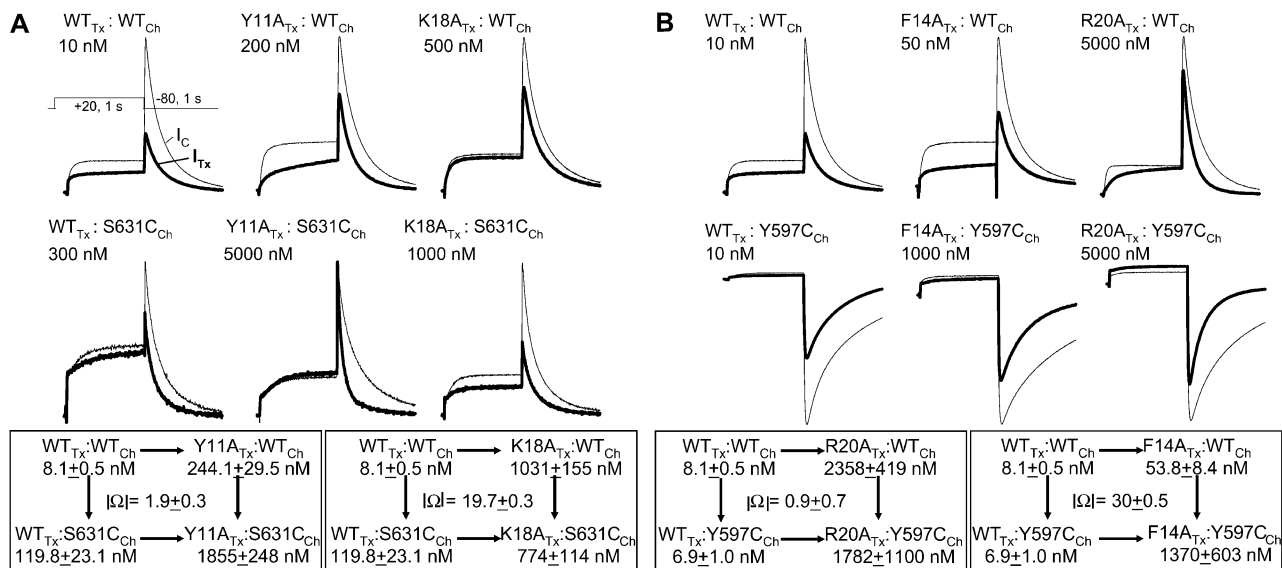 A
WT_Tx : WT_Ch
10 nM
Y11A_Tx : WT_Ch
200 nM
K18A_Tx : WT_Ch
500 nM
+20, 1 s
-80, 1 s
I_C
I_Tx
WT_Tx : S631C_Ch
300 nM
Y11A_Tx : S631C_Ch
5000 nM
K18A_Tx : S631C_Ch
1000 nM
WT_Tx:WT_Ch
8.1±0.5 nM
Y11A_Tx:WT_Ch
244.1±29.5 nM
|Ω|= 1.9±0.3
WT_Tx:S631C_Ch
119.8±23.1 nM
Y11A_Tx:S631C_Ch
1855±248 nM
WT_Tx:WT_Ch
8.1±0.5 nM
K18A_Tx:WT_Ch
1031±155 nM
|Ω|= 19.7±0.3
WT_Tx:S631C_Ch
119.8±23.1 nM
K18A_Tx:S631C_Ch
774±114 nM
B
WT_Tx : WT_Ch
10 nM
F14A_Tx : WT_Ch
50 nM
R20A_Tx : WT_Ch
5000 nM
WT_Tx : Y597C_Ch
10 nM
F14A_Tx : Y597C_Ch
1000 nM
R20A_Tx : Y597C_Ch
5000 nM
WT_Tx:WT_Ch
8.1±0.5 nM
R20A_Tx:WT_Ch
2358±419 nM
|Ω|= 0.9±0.7
WT_Tx:Y597C_Ch
6.9±1.0 nM
R20A_Tx:Y597C_Ch
1782±1100 nM
WT_Tx:WT_Ch
8.1±0.5 nM
F14A_Tx:WT_Ch
53.8±8.4 nM
|Ω|= 30±0.5
WT_Tx:Y597C_Ch
6.9±1.0 nM
F14A_Tx:Y597C_Ch
1370±603 nM